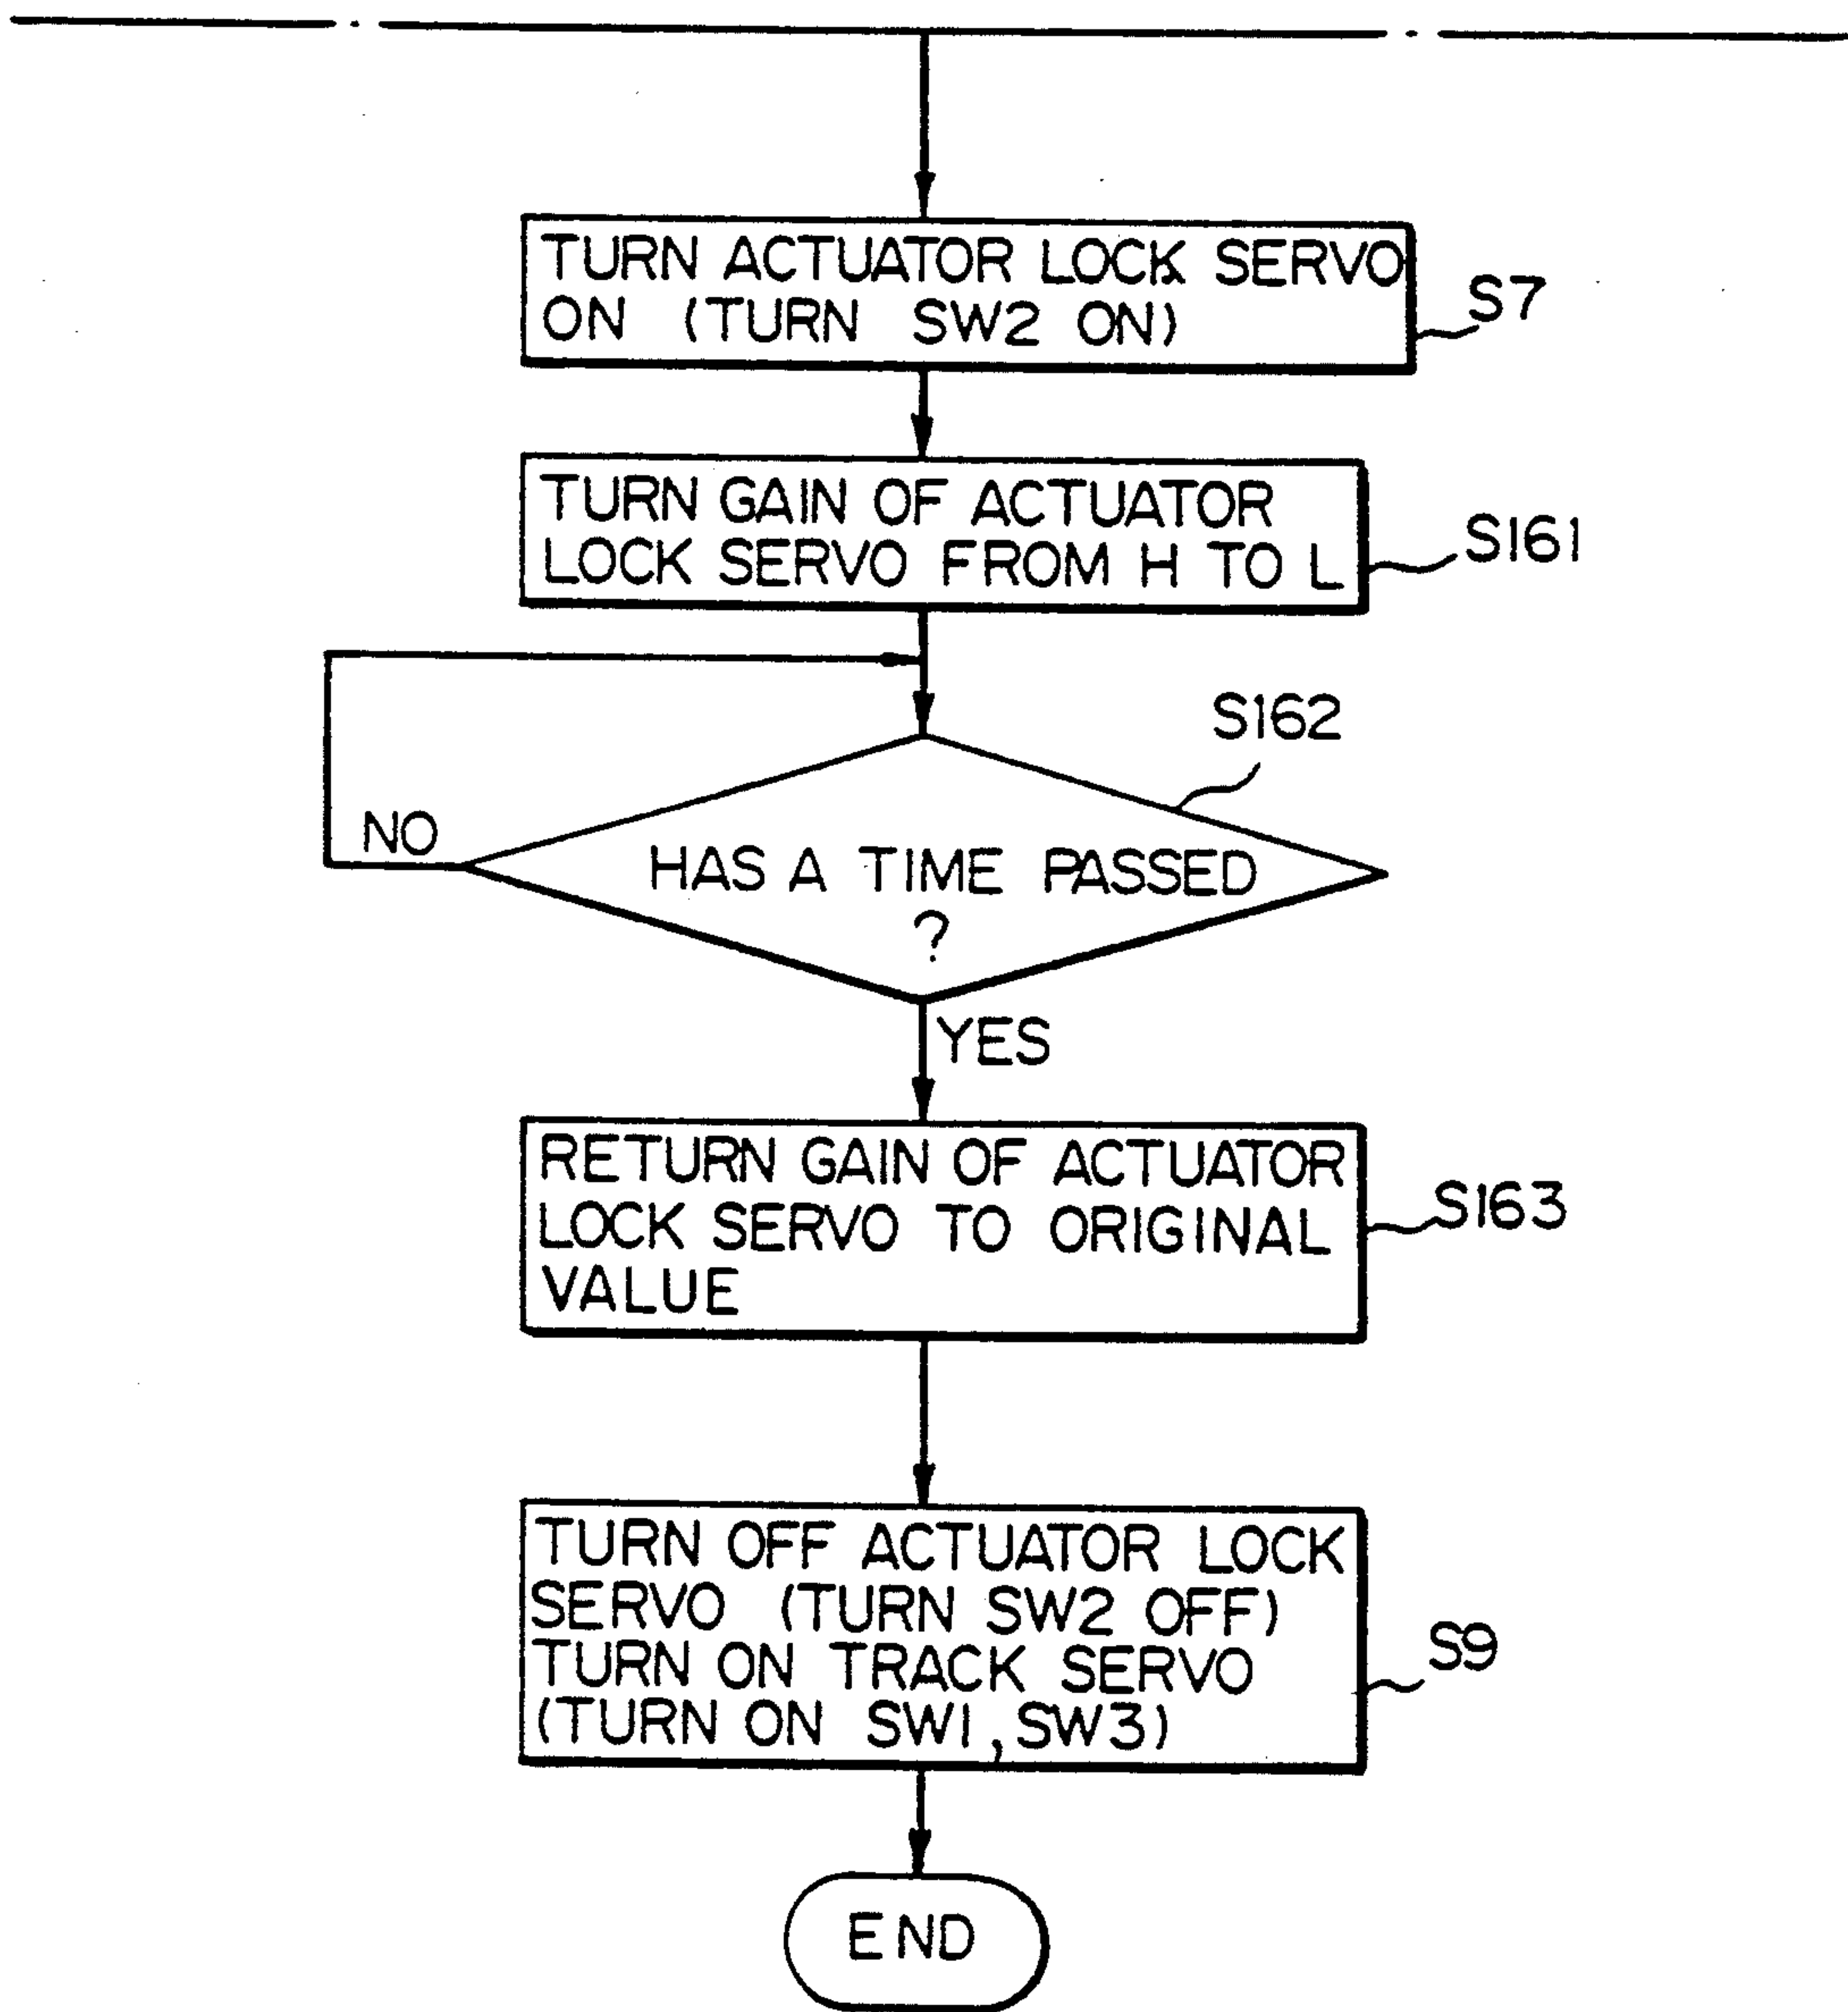 TURN ACTUATOR LOCK SERVO
ON (TURN SW2 ON)
S7
TURN GAIN OF ACTUATOR
LOCK SERVO FROM H TO L
S161
S162
NO
HAS A TIME PASSED
?
YES
RETURN GAIN OF ACTUATOR
LOCK SERVO TO ORIGINAL
VALUE
S163
TURN OFF ACTUATOR LOCK
SERVO (TURN SW2 OFF)
TURN ON TRACK SERVO
(TURN ON SW1, SW3)
S9
END